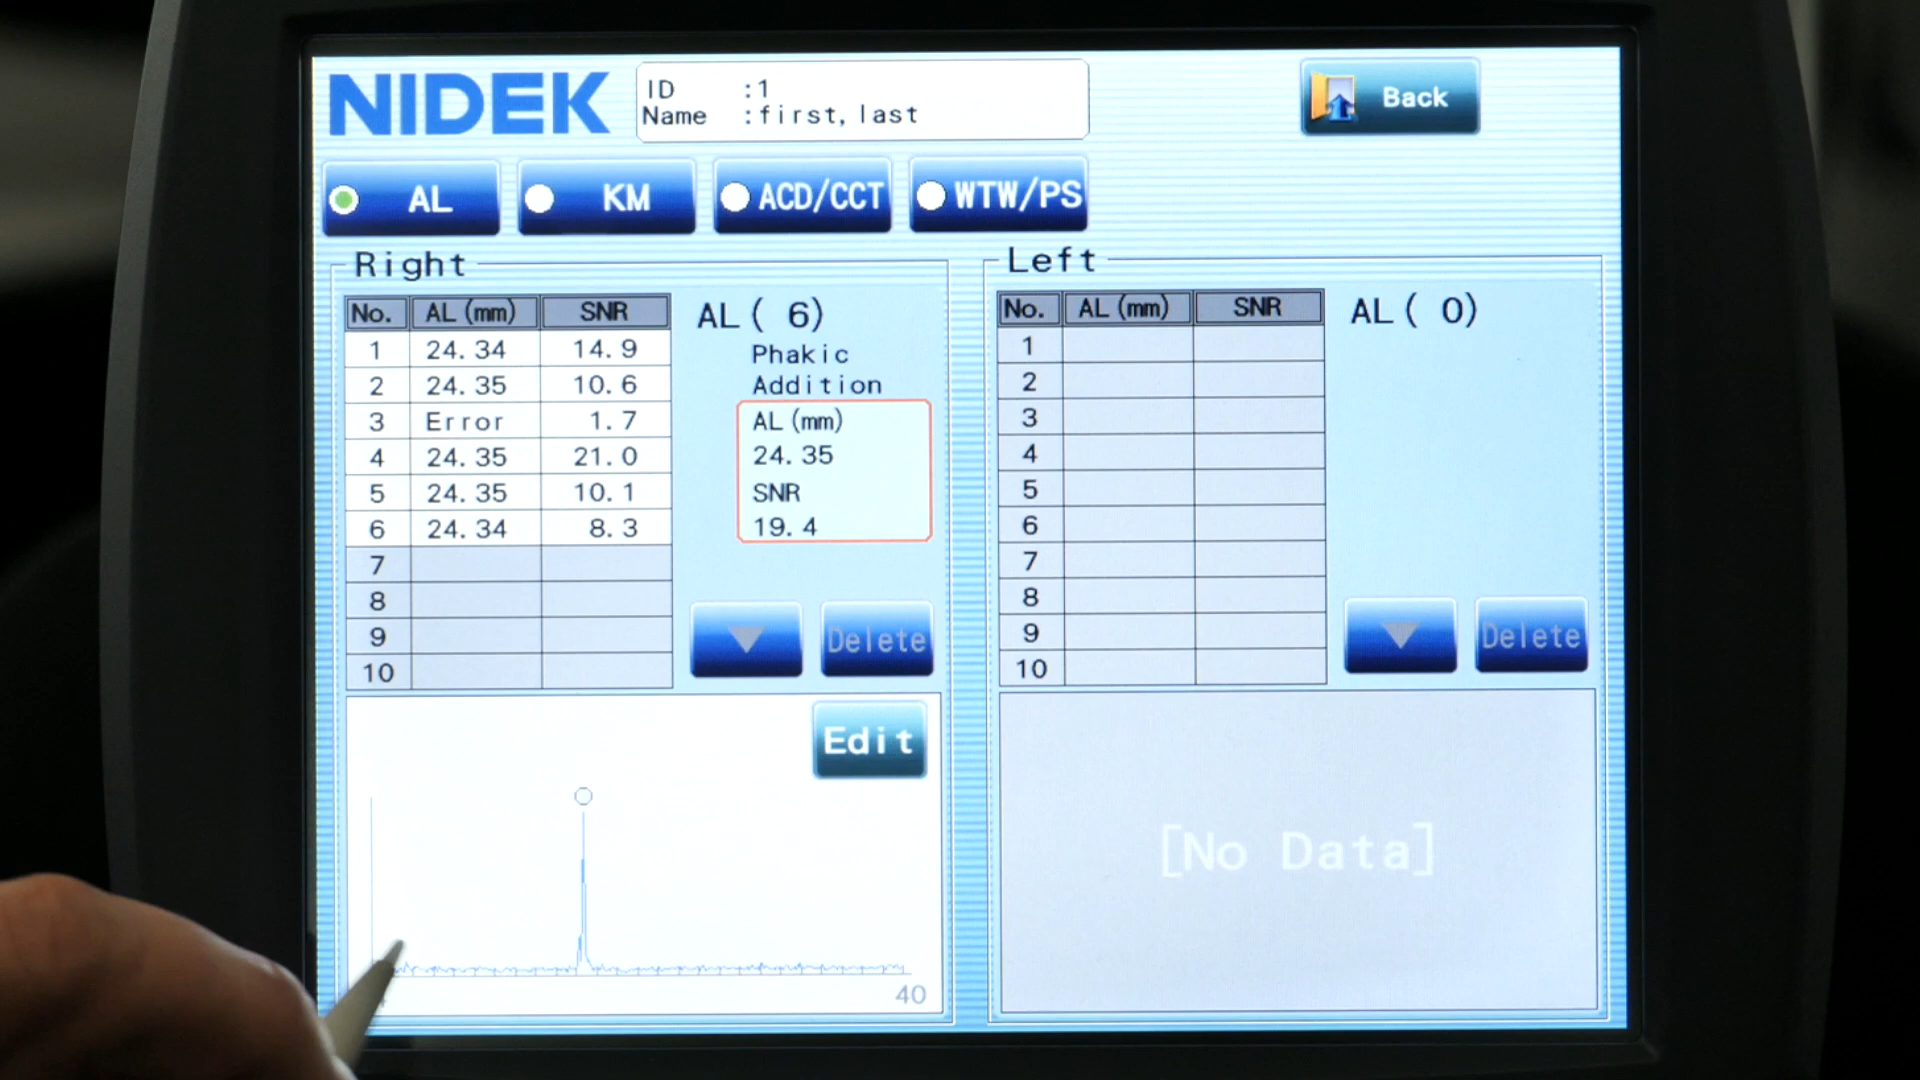 NIDEK
ID :1
Name :first, last
Back
AL
KM
ACD/CCT
WTW/PS
Right
No. AL(mm) SNR
1 24.34 14.9
2 24.35 10.6
3 Error 1.7
4 24.35 21.0
5 24.35 10.1
6 24.34 8.3
7
8
9
10
AL( 6)
Phakic
Addition
AL(mm)
24.35
SNR
19.4
Delete
Edit
40
Left
No. AL(mm) SNR
1
2
3
4
5
6
7
8
9
10
AL( 0)
Delete
[No Data]